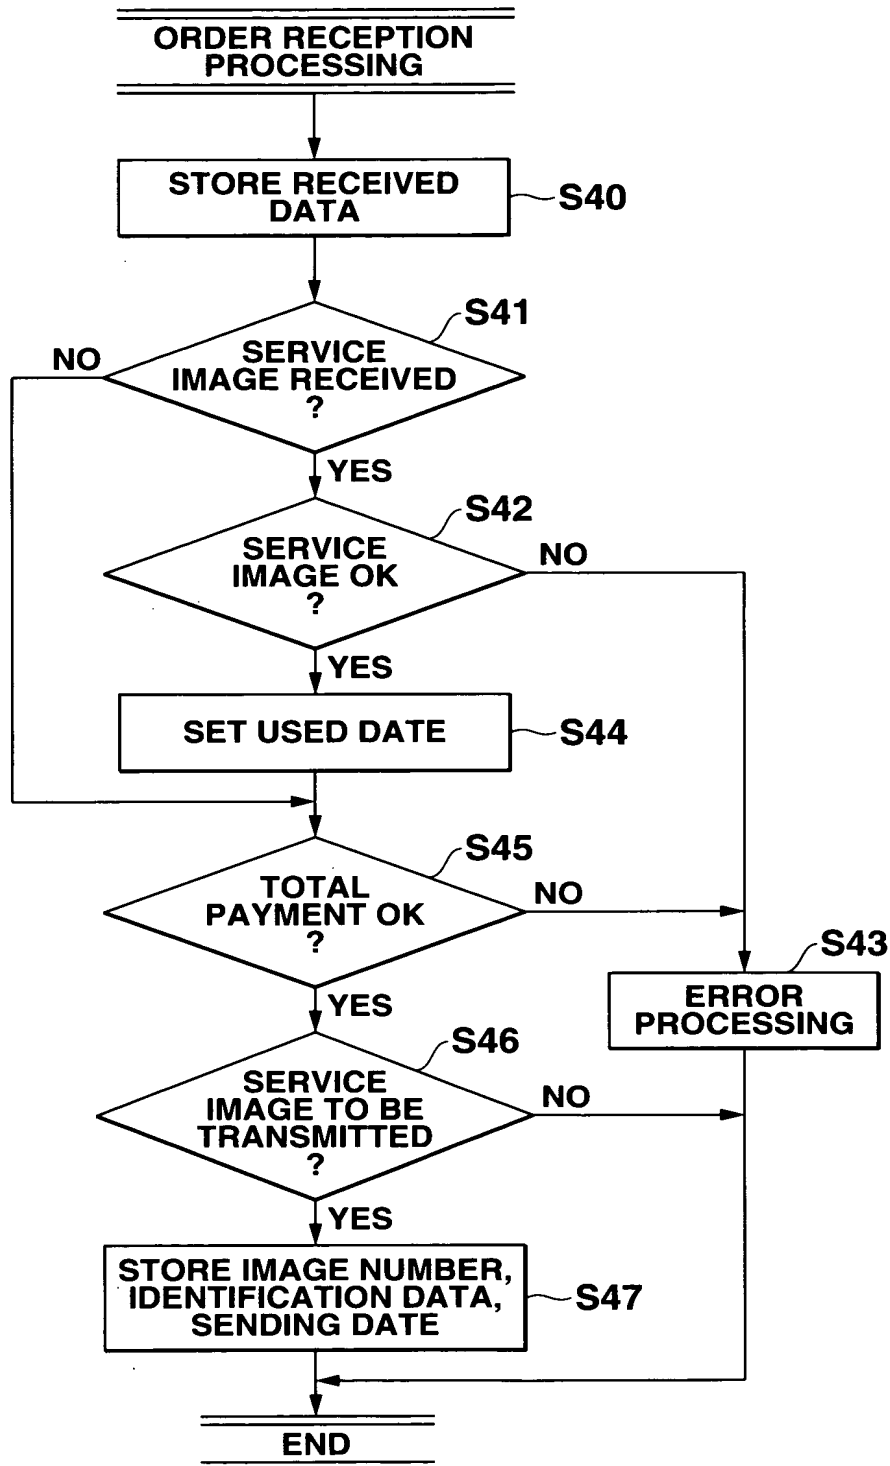 ORDER RECEPTION
PROCESSING
STORE RECEIVED
DATA
S40
S41
SERVICE
IMAGE RECEIVED
?
NO
YES
S42
SERVICE
IMAGE OK
?
NO
YES
SET USED DATE
S44
S45
TOTAL
PAYMENT OK
?
NO
S43
ERROR
PROCESSING
YES
S46
SERVICE
IMAGE TO BE
TRANSMITTED
?
NO
YES
STORE IMAGE NUMBER,
IDENTIFICATION DATA,
SENDING DATE
S47
END